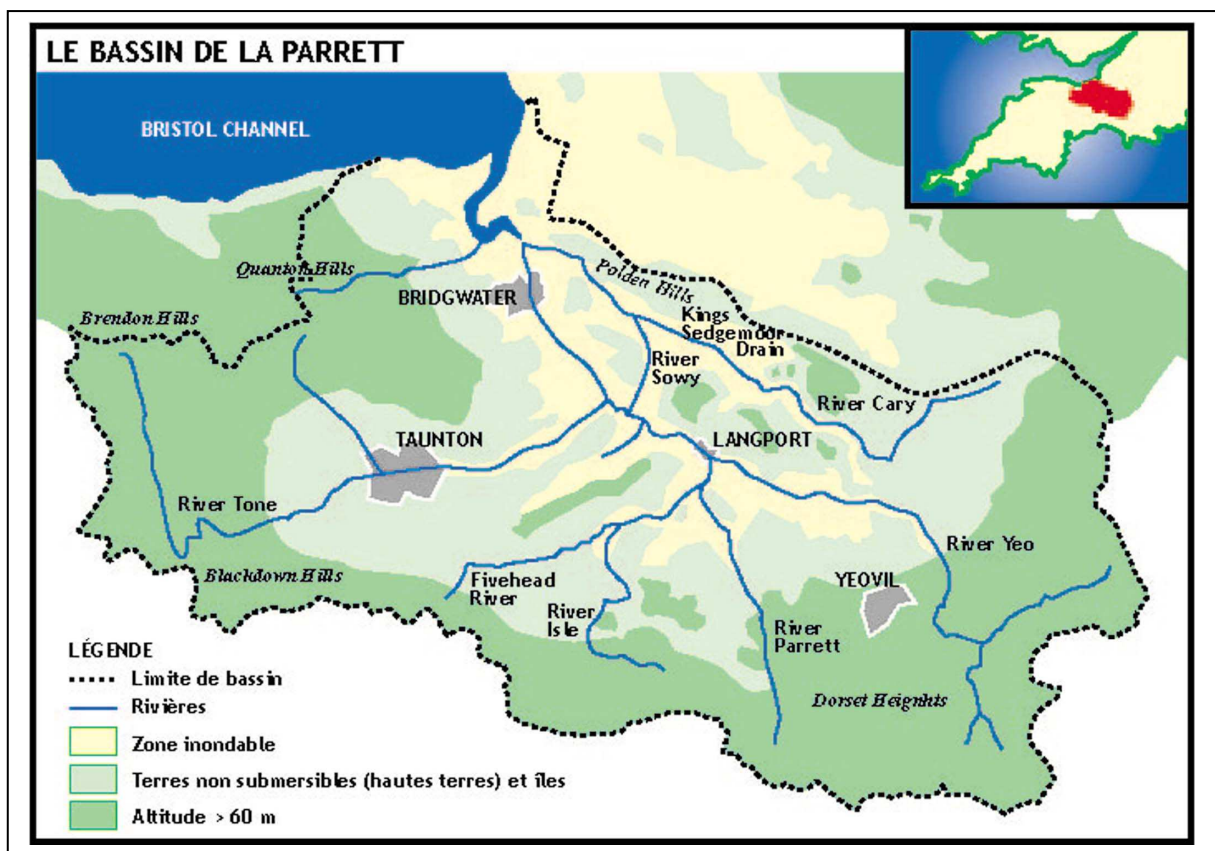 LE BASSIN DE LA PARRETT
BRISTOL CHANNEL
Quanton Hills
BRIDGWATER
Polden Hills
Kings
Sedgemoor
Drain
Brendon Hills
River
Sowy
River Cary
TAUNTON
LANGPORT
River Tone
River Yeo
Blackdown Hills
Fivehead
River
YEOVIL
River
Isle
River
Parrett
Dorset Heignhts
LÉGENDE
Limite de bassin
Rivières
Zone inondable
Terres non submersibles (hautes terres) et îles
Altitude > 60 m